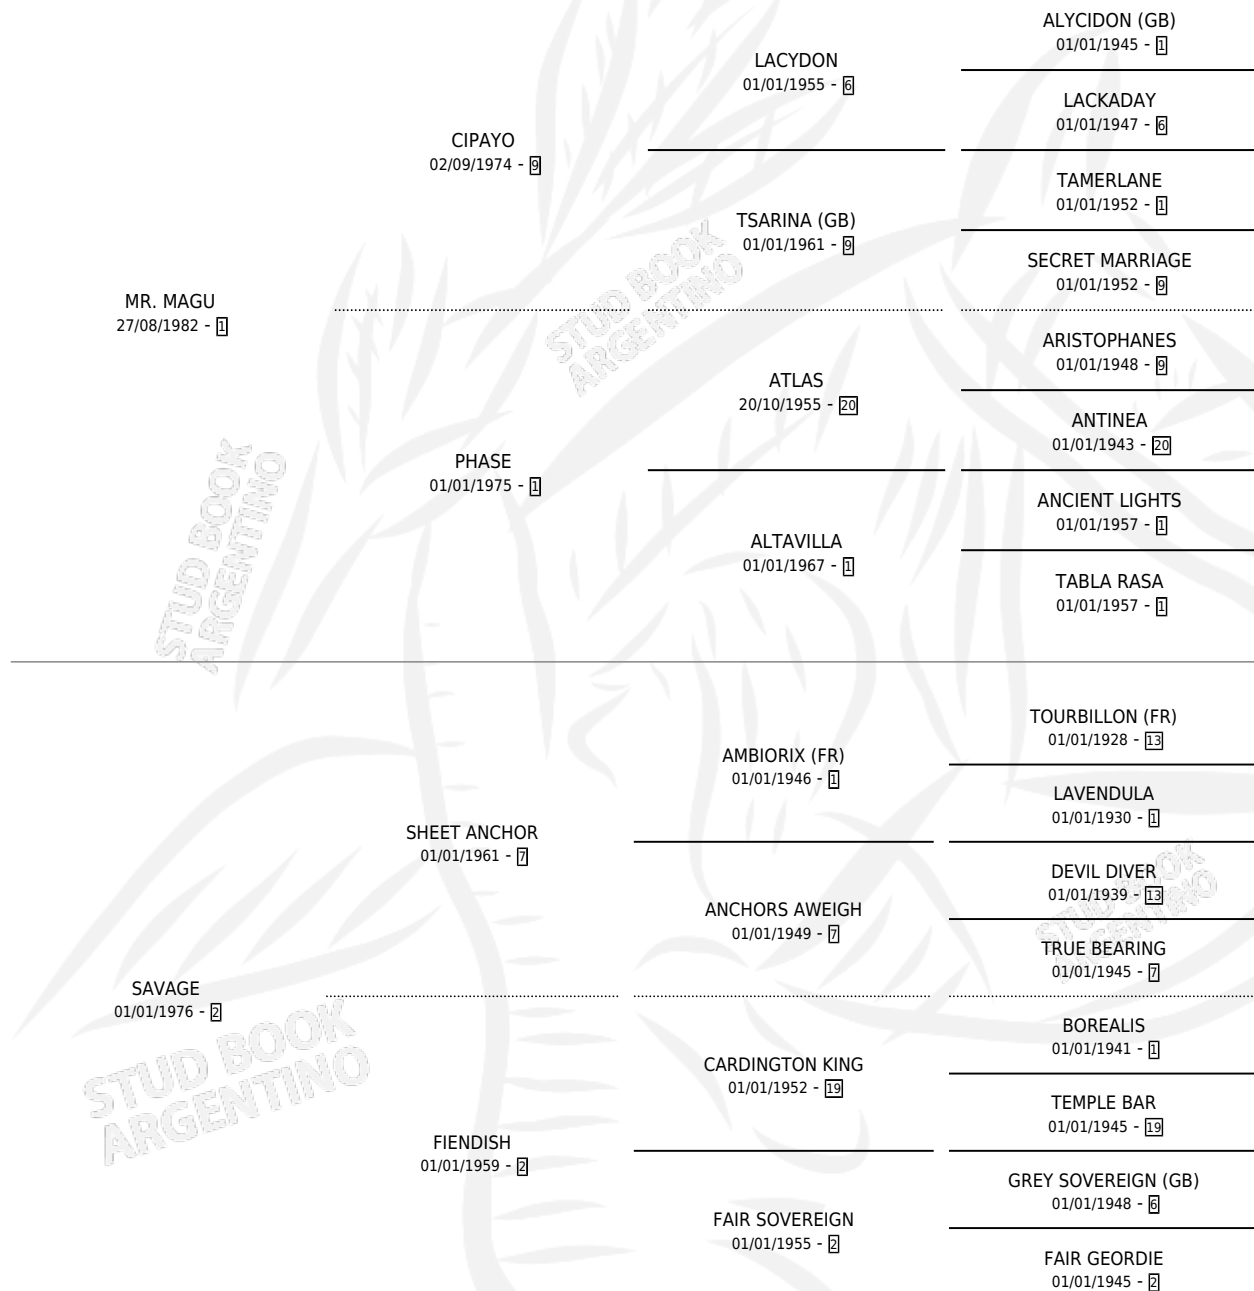 ALYCIDON (GB)
01/01/1945 - 1
LACYDON
01/01/1955 - 6
LACKADAY
01/01/1947 - 6
CIPAYO
02/09/1974 - 9
TAMERLANE
01/01/1952 - 1
TSARINA (GB)
01/01/1961 - 9
SECRET MARRIAGE
01/01/1952 - 9
MR. MAGU
27/08/1982 - 1
STUD BOOK
ARGENTINO
ARISTOPHANES
01/01/1948 - 9
ATLAS
20/10/1955 - 20
ANTINEA
01/01/1943 - 20
PHASE
01/01/1975 - 1
ANCIENT LIGHTS
01/01/1957 - 1
ALTAVILLA
01/01/1967 - 1
TABLA RASA
01/01/1957 - 1
STUD BOOK
ARGENTINO
TOURBILLON (FR)
01/01/1928 - 13
AMBIORIX (FR)
01/01/1946 - 1
LAVENDULA
01/01/1930 - 1
SHEET ANCHOR
01/01/1961 - 7
DEVIL DIVER
01/01/1939 - 13
STUD BOOK
ARGENTINO
ANCHORS AWEIGH
01/01/1949 - 7
TRUE BEARING
01/01/1945 - 7
SAVAGE
01/01/1976 - 2
STUD BOOK
ARGENTINO
BOREALIS
01/01/1941 - 1
CARDINGTON KING
01/01/1952 - 19
TEMPLE BAR
01/01/1945 - 19
FIENDISH
01/01/1959 - 2
GREY SOVEREIGN (GB)
01/01/1948 - 6
FAIR SOVEREIGN
01/01/1955 - 2
FAIR GEORDIE
01/01/1945 - 2